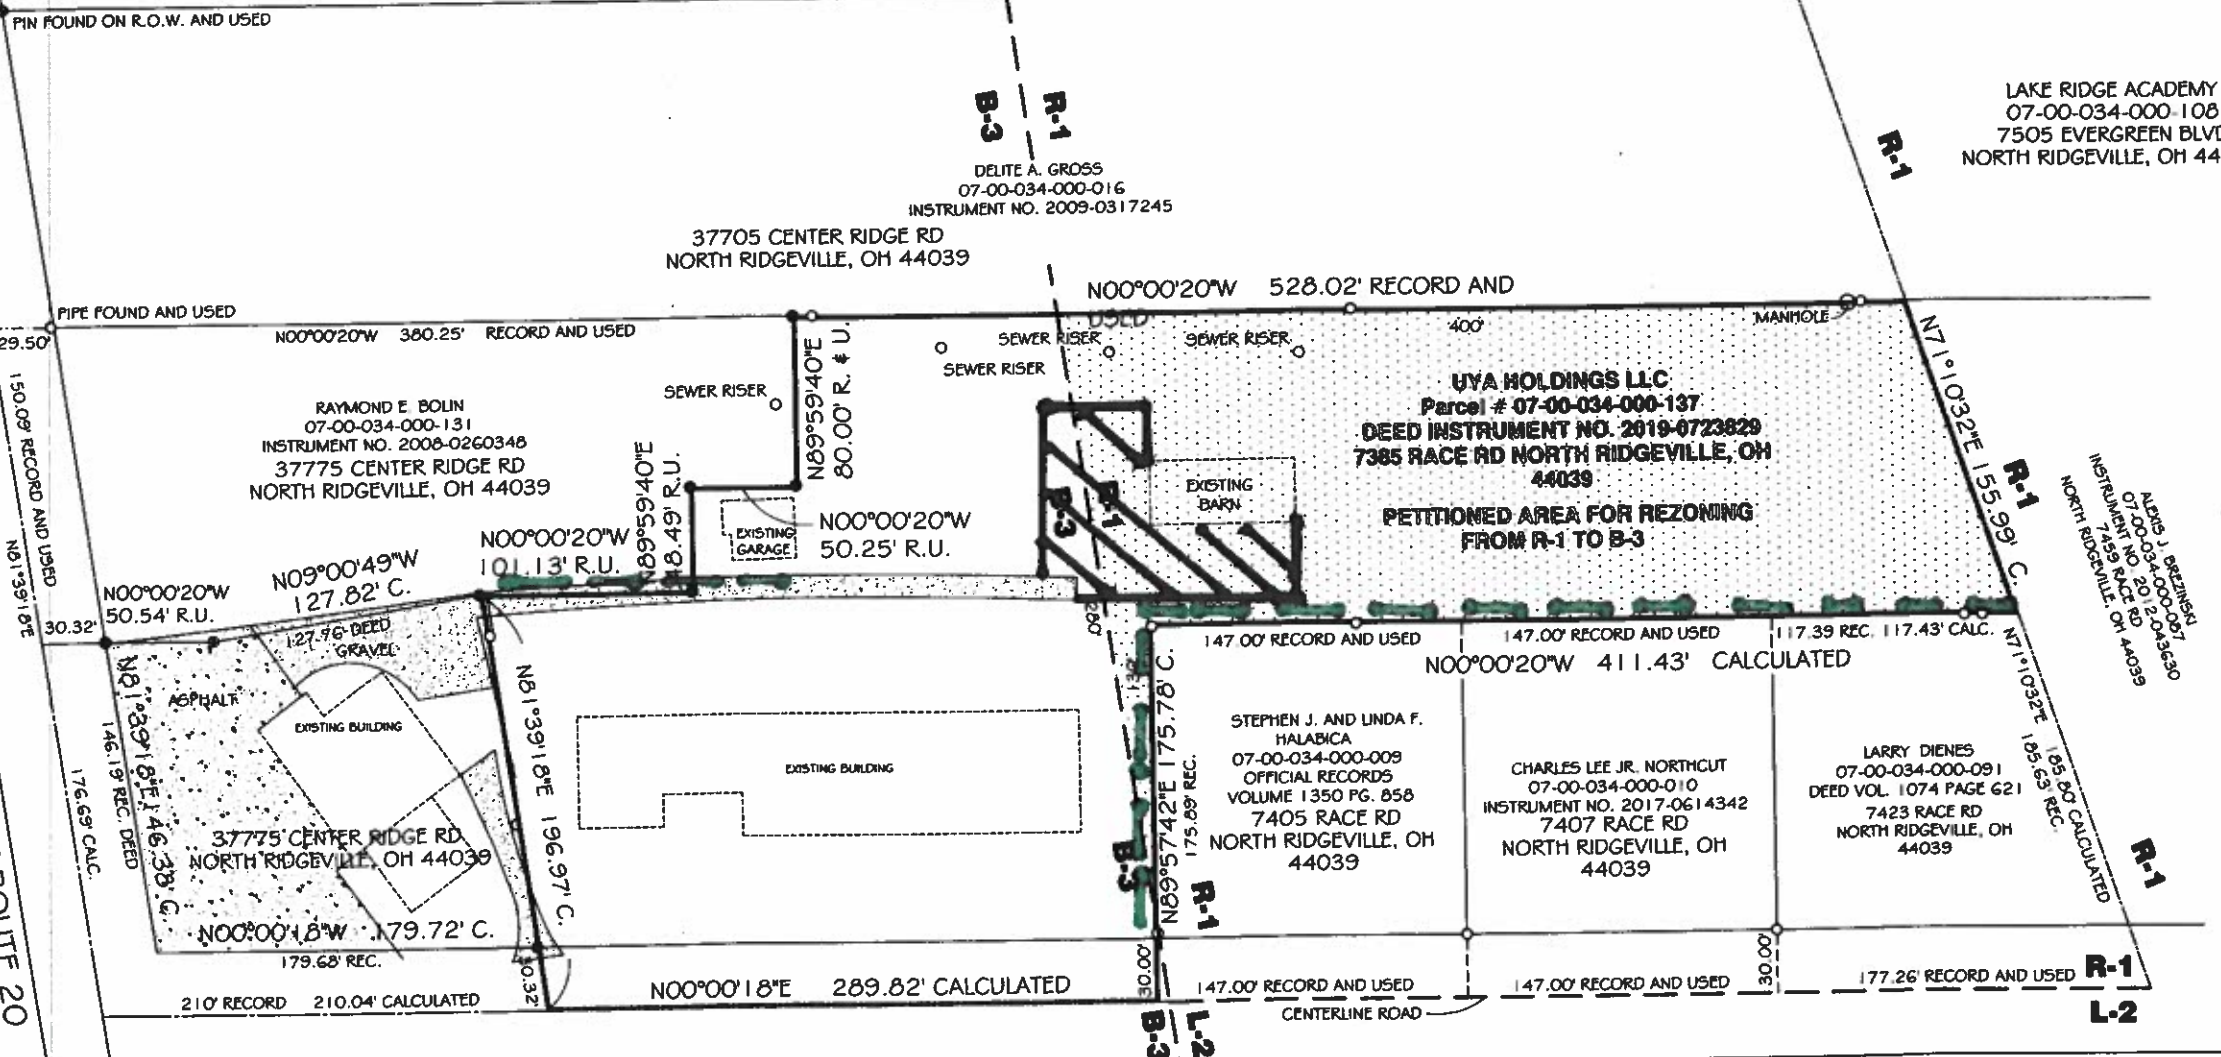 PIN FOUND ON R.O.W. AND USED
B-3
R-1
DELITE A. GROSS
07-00-034-000-016
INSTRUMENT NO. 2009-0317245
37705 CENTER RIDGE RD
NORTH RIDGEVILLE, OH 44039
R-1
LAKE RIDGE ACADEMY
07-00-034-000-108
7505 EVERGREEN BLVD
NORTH RIDGEVILLE, OH 44
PIPE FOUND AND USED
29.50'
N00°00'20"W 380.25' RECORD AND USED
N00°00'20"W 528.02' RECORD AND
USED
400'
MANHOLE
SEWER RISER
SEWER RISER
SEWER RISER
SEWER RISER
N89°59'40"E
80.00' R. & U.
RAYMOND E. BOLIN
07-00-034-000-131
INSTRUMENT NO. 2008-0260348
37775 CENTER RIDGE RD
NORTH RIDGEVILLE, OH 44039
150.09' RECORD AND USED
N81°39'18"E
UYA HOLDINGS LLC
Parcel # 07-00-034-000-137
DEED INSTRUMENT NO. 2019-0723829
7385 RACE RD NORTH RIDGEVILLE, OH
44039
PETITIONED AREA FOR REZONING
FROM R-1 TO B-3
N71°10'32"E 155.99' C.
R-1
ALEXIS J. BREZINSKI
07-00-034-000-087
INSTRUMENT NO. 2012-043630
7459 RACE RD
NORTH RIDGEVILLE, OH 44039
EXISTING
BARN
B-3
R-1
EXISTING
GARAGE
N00°00'20"W
50.25' R.U.
N89°59'40"E
48.49' R.U.
N00°00'20"W
101.13' R.U.
N09°00'49"W
127.82' C.
127.76 DEED
GRAVEL
N00°00'20"W
50.54' R.U.
30.32'
ASPHALT
EXISTING BUILDING
N81°39'18"E 146.38' C.
146.19' REC. DEED
176.69' CALC.
37775 CENTER RIDGE RD
NORTH RIDGEVILLE, OH 44039
N81°39'18"E 196.97' C.
EXISTING BUILDING
280'
147.00' RECORD AND USED
147.00' RECORD AND USED
117.39 REC. 117.43' CALC.
N00°00'20"W 411.43' CALCULATED
N89°57'42"E 175.78' C.
175.89' REC.
B-3
R-1
STEPHEN J. AND LINDA F.
HALABICA
07-00-034-000-009
OFFICIAL RECORDS
VOLUME 1350 PG. 858
7405 RACE RD
NORTH RIDGEVILLE, OH
44039
CHARLES LEE JR. NORTHCUT
07-00-034-000-010
INSTRUMENT NO. 2017-0614342
7407 RACE RD
NORTH RIDGEVILLE, OH
44039
LARRY DIENES
07-00-034-000-091
DEED VOL. 1074 PAGE 621
7423 RACE RD
NORTH RIDGEVILLE, OH
44039
N71°10'32"E 185.80' CALCULATED
185.65' REC.
R-1
N00°00'18"W 179.72' C.
179.68' REC.
30.32'
210' RECORD 210.04' CALCULATED
N00°00'18"E 289.82' CALCULATED
30.00'
147.00' RECORD AND USED
147.00' RECORD AND USED
30.00'
177.26' RECORD AND USED
R-1
L-2
CENTERLINE ROAD
B-3
L-2
20